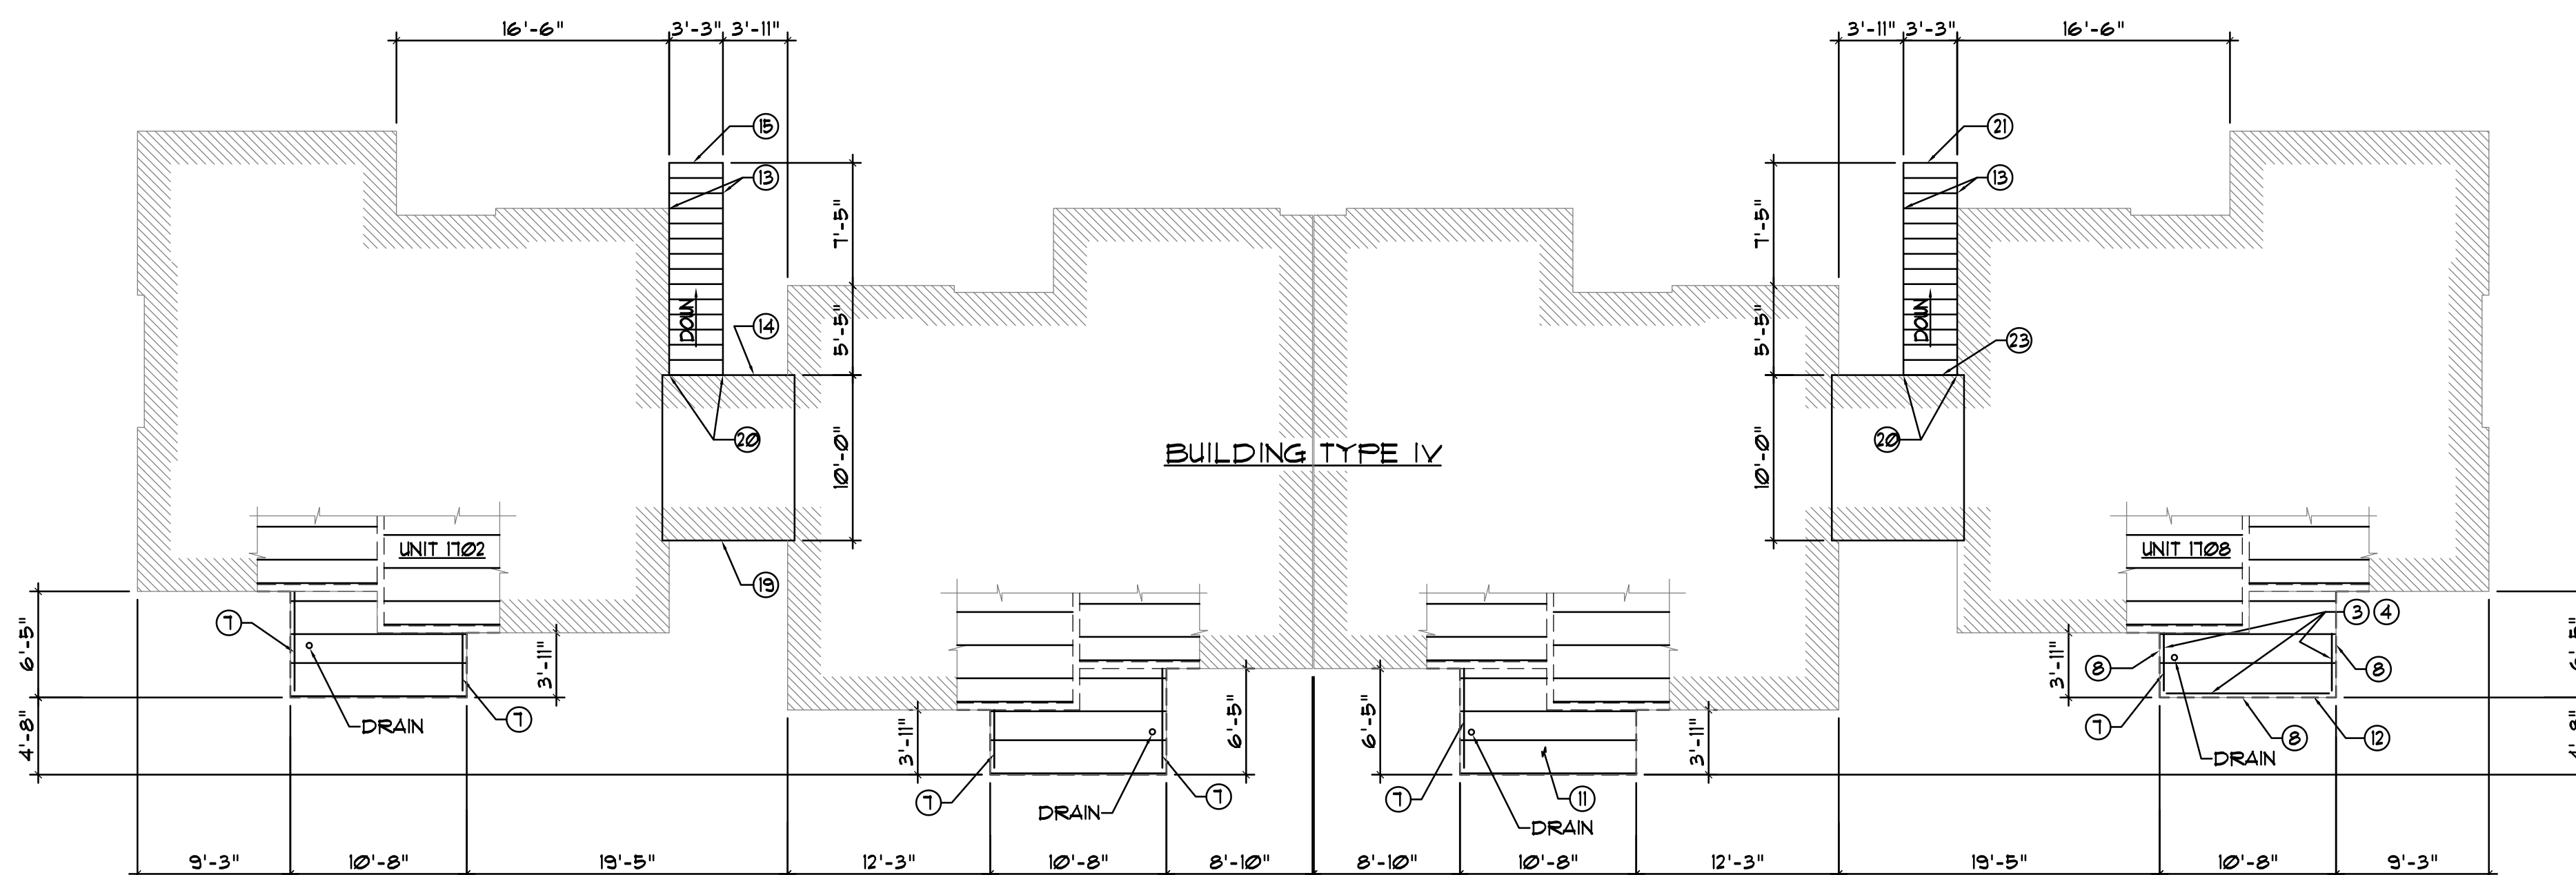 16'-6" 3'-3" 3'-11" 3'-11" 3'-3" 16'-6"
15 21
13 13
7'-5" 7'-5"
DOWN 14 5'-5" 5'-5" DOWN 23
20 10'-0" BUILDING TYPE IV 10'-0" 20
UNIT 1702 UNIT 1708
19
7 3 4
6'-5" 3'-11" 3'-11" 8 8 6'-5"
7 DRAIN 7 8 12
4'-8" 3'-11" 6'-5" 6'-5" 3'-11" DRAIN 4'-8"
7 DRAIN 7 7 DRAIN 11
9'-3" 10'-8" 19'-5" 12'-3" 10'-8" 8'-10" 8'-10" 10'-8" 12'-3" 19'-5" 10'-8" 9'-3"